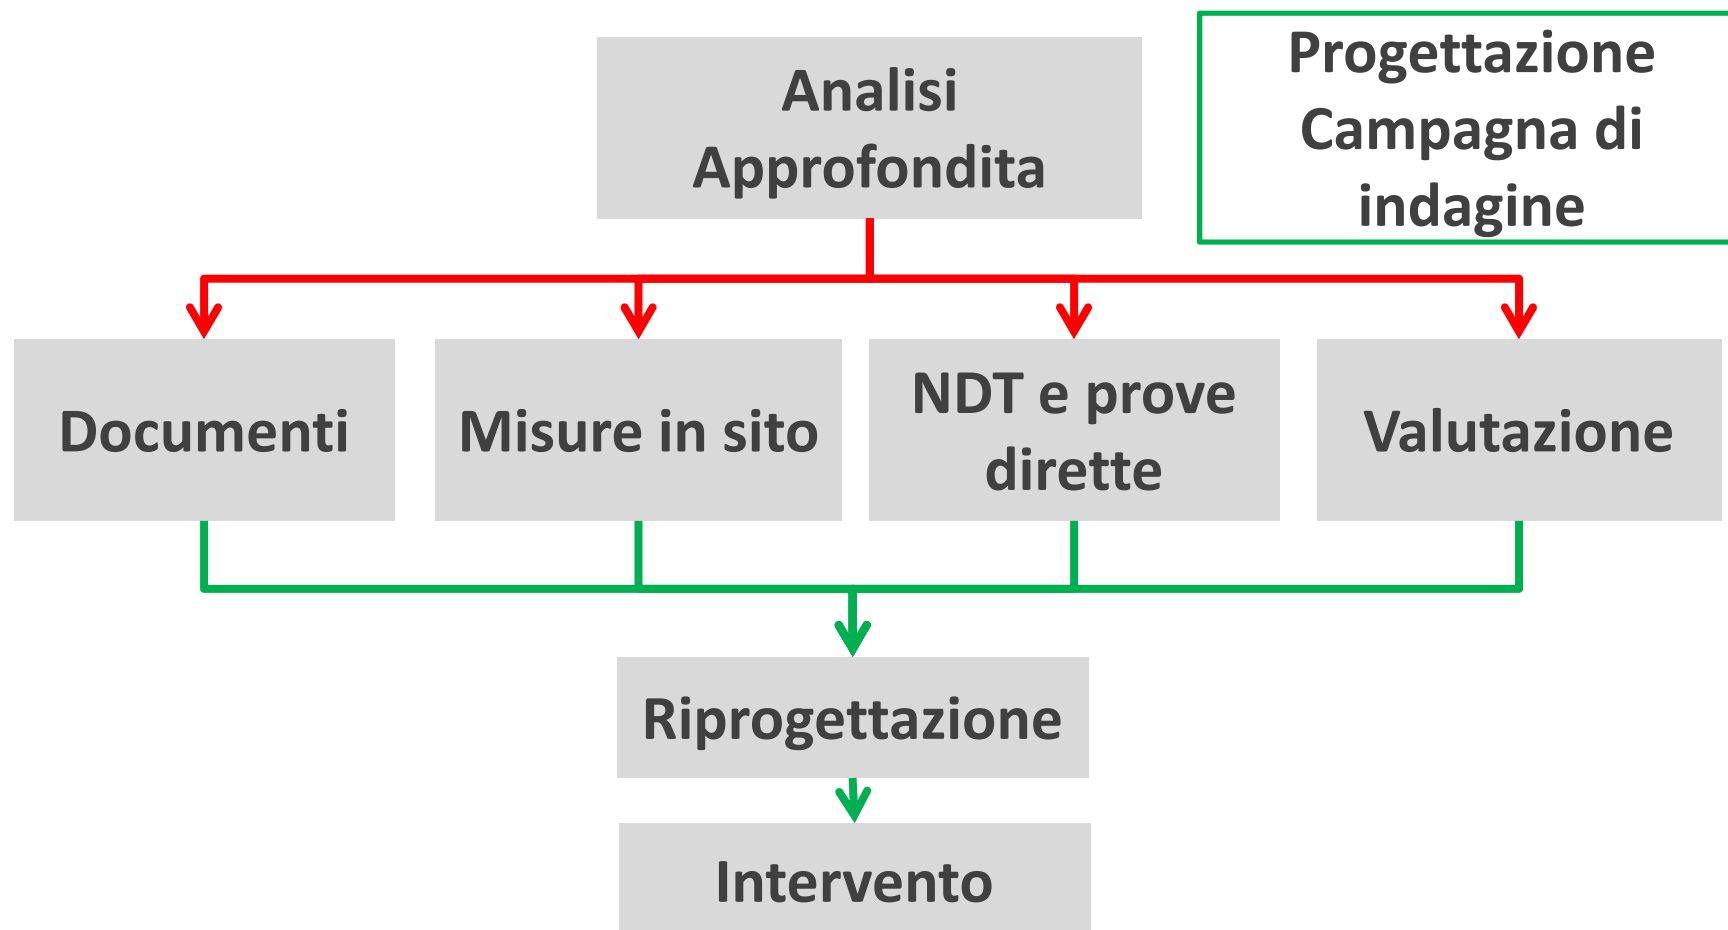 Analisi
Approfondita
Progettazione
Campagna di
indagine
Documenti
Misure in sito
NDT e prove
dirette
Valutazione
Riprogettazione
Intervento